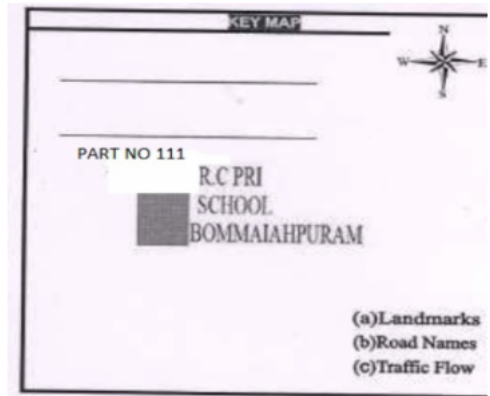 KEY MAP
N
W E
S
PART NO 111
R.C PRI
SCHOOL
BOMMAIAHPURAM
(a)Landmarks
(b)Road Names
(c)Traffic Flow